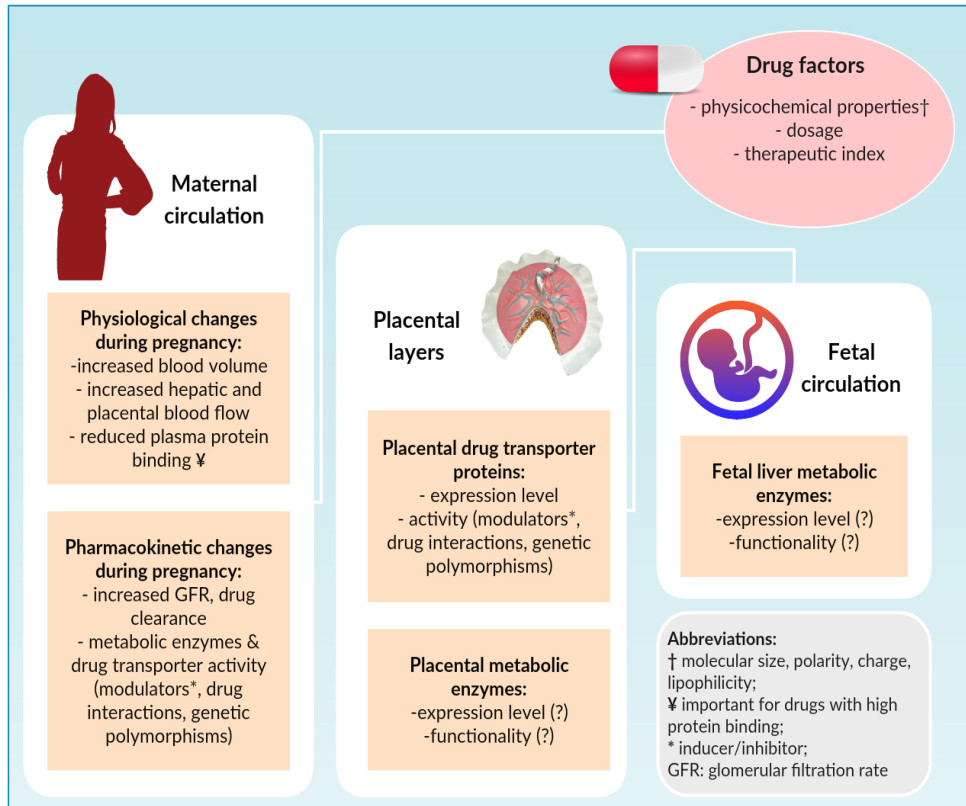 Drug factors
- physicochemical properties†
- dosage
- therapeutic index
Maternal
circulation
Physiological changes
during pregnancy:
-increased blood volume
- increased hepatic and
placental blood flow
- reduced plasma protein
binding ¥
Pharmacokinetic changes
during pregnancy:
- increased GFR, drug
clearance
- metabolic enzymes &
drug transporter activity
(modulators*, drug
interactions, genetic
polymorphisms)
Placental
layers
Placental drug transporter
proteins:
- expression level
- activity (modulators*,
drug interactions, genetic
polymorphisms)
Placental metabolic
enzymes:
-expression level (?)
-functionality (?)
Fetal
circulation
Fetal liver metabolic
enzymes:
-expression level (?)
-functionality (?)
Abbreviations:
† molecular size, polarity, charge,
lipophilicity;
¥ important for drugs with high
protein binding;
* inducer/inhibitor;
GFR: glomerular filtration rate